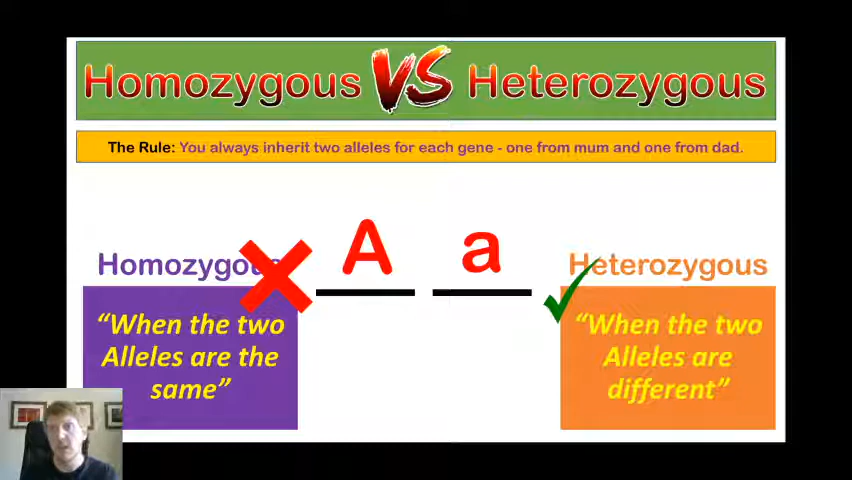 Homozygous VS Heterozygous
The Rule: You always inherit two alleles for each gene - one from mum and one from dad.
A a
Homozygous
Heterozygous
“When the two
Alleles are the
same”
“When the two
Alleles are
different”